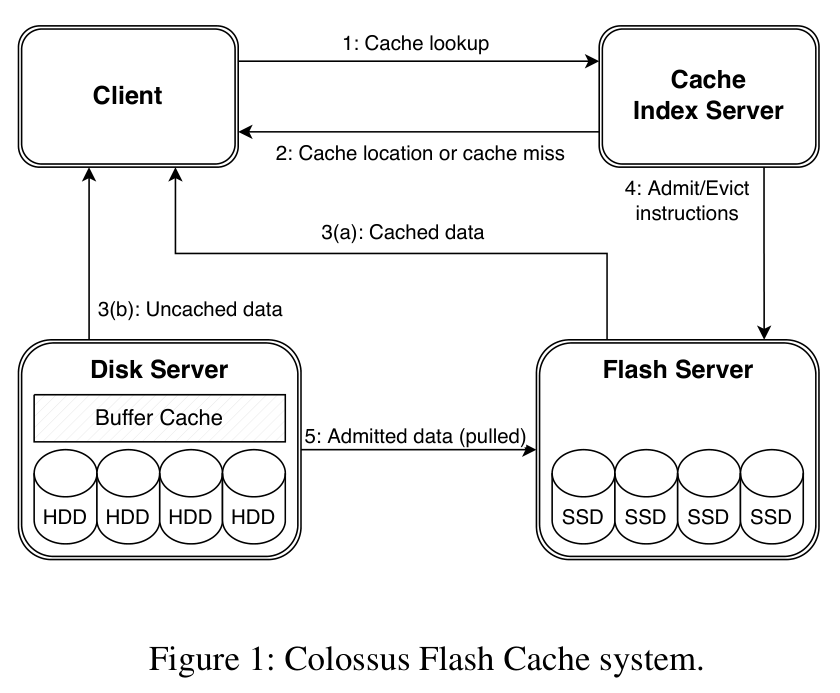 1: Cache lookup
Client
Cache
Index Server
2: Cache location or cache miss
4: Admit/Evict
instructions
3(a): Cached data
3(b): Uncached data
Disk Server
Buffer Cache
HDD HDD HDD HDD
5: Admitted data (pulled)
Flash Server
SSD SSD SSD SSD
Figure 1: Colossus Flash Cache system.